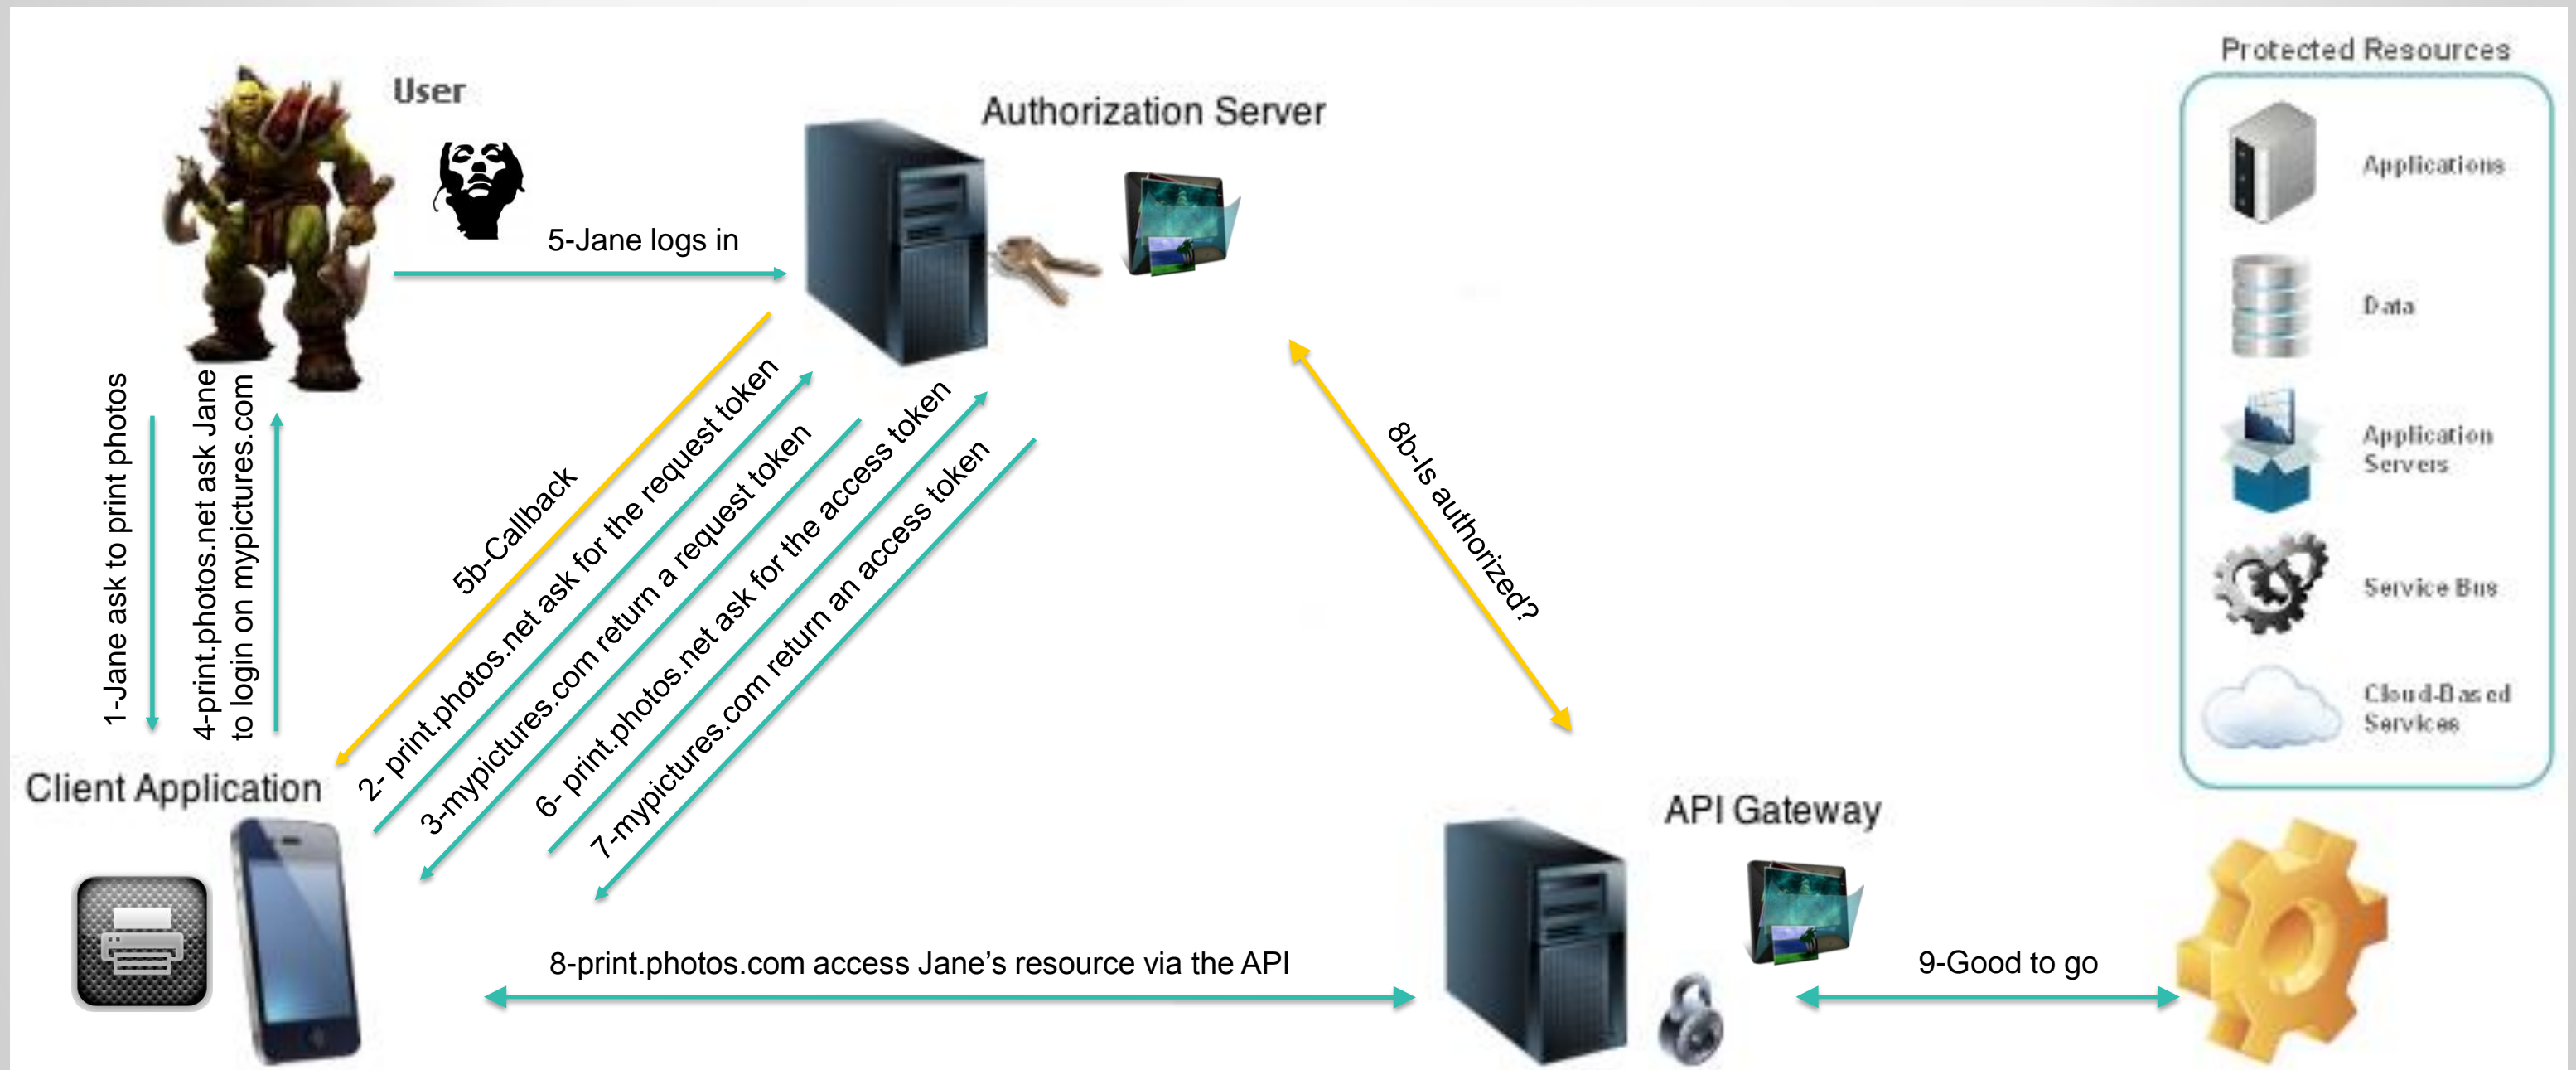 Protected Resources
User
Authorization Server
Applications
5-Jane logs in
Data
1-Jane ask to print photos
4-print.photos.net ask Jane
to login on mypictures.com
5b-Callback
2- print.photos.net ask for the request token
3-mypictures.com return a request token
6- print.photos.net ask for the access token
7-mypictures.com return an access token
8b-Is authorized?
Application
Servers
Service Bus
Cloud-Based
Services
Client Application
API Gateway
8-print.photos.com access Jane’s resource via the API
9-Good to go